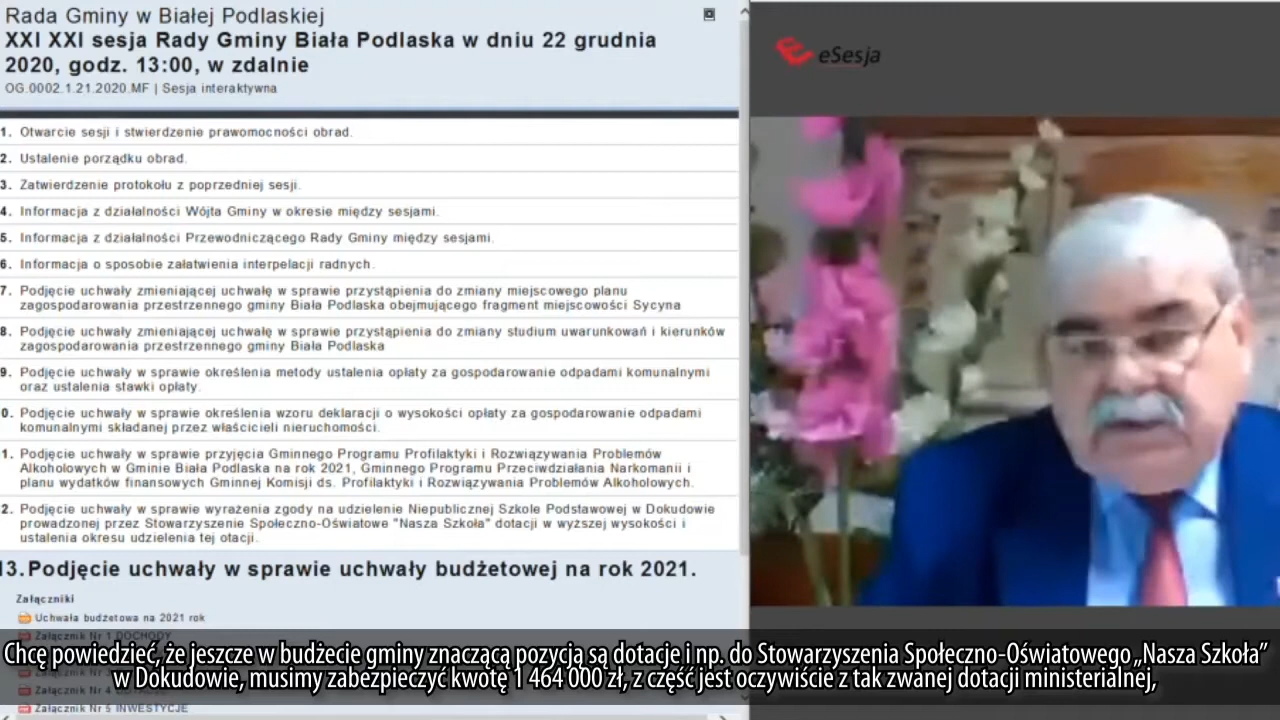 Rada Gminy w Białej Podlaskiej
XXI XXI sesja Rady Gminy Biała Podlaska w dniu 22 grudnia
2020, godz. 13:00, w zdalnie
OG.0002.1.21.2020.MF | Sesja interaktywna
1. Otwarcie sesji i stwierdzenie prawomocności obrad.
2. Ustalenie porządku obrad.
3. Zatwierdzenie protokołu z poprzedniej sesji.
4. Informacja z działalności Wójta Gminy w okresie między sesjami.
5. Informacja z działalności Przewodniczącego Rady Gminy między sesjami.
6. Informacja o sposobie załatwienia interpelacji radnych.
7. Podjęcie uchwały zmieniającej uchwałę w sprawie przystąpienia do zmiany miejscowego planu
zagospodarowania przestrzennego gminy Biała Podlaska obejmującego fragment miejscowości Sycyna
8. Podjęcie uchwały zmieniającej uchwałę w sprawie przystąpienia do zmiany studium uwarunkowań i kierunków
zagospodarowania przestrzennego gminy Biała Podlaska
9. Podjęcie uchwały w sprawie określenia metody ustalenia opłaty za gospodarowanie odpadami komunalnymi
oraz ustalenia stawki opłaty.
0. Podjęcie uchwały w sprawie określenia wzoru deklaracji o wysokości opłaty za gospodarowanie odpadami
komunalnymi składanej przez właścicieli nieruchomości.
1. Podjęcie uchwały w sprawie przyjęcia Gminnego Programu Profilaktyki i Rozwiązywania Problemów
Alkoholowych w Gminie Biała Podlaska na rok 2021, Gminnego Programu Przeciwdziałania Narkomanii i
planu wydatków finansowych Gminnej Komisji ds. Profilaktyki i Rozwiązywania Problemów Alkoholowych.
2. Podjęcie uchwały w sprawie wyrażenia zgody na udzielenie Niepublicznej Szkole Podstawowej w Dokudowie
prowadzonej przez Stowarzyszenie Społeczno-Oświatowe "Nasza Szkoła" dotacji w wyższej wysokości i
ustalenia okresu udzielenia tej otacji.
13.Podjęcie uchwały w sprawie uchwały budżetowej na rok 2021.
Załączniki
Uchwała budżetowa na 2021 rok
Załącznik Nr 1 DOCHODY
Załącznik Nr 4
Załącznik Nr 5 INWESTYCJE
eSesja
Chcę powiedzieć, że jeszcze w budżecie gminy znaczącą pozycją są dotacje i np. do Stowarzyszenia Społeczno-Oświatowego „Nasza Szkoła”
w Dokudowie, musimy zabezpieczyć kwotę 1 464 000 zł, z część jest oczywiście z tak zwanej dotacji ministerialnej,